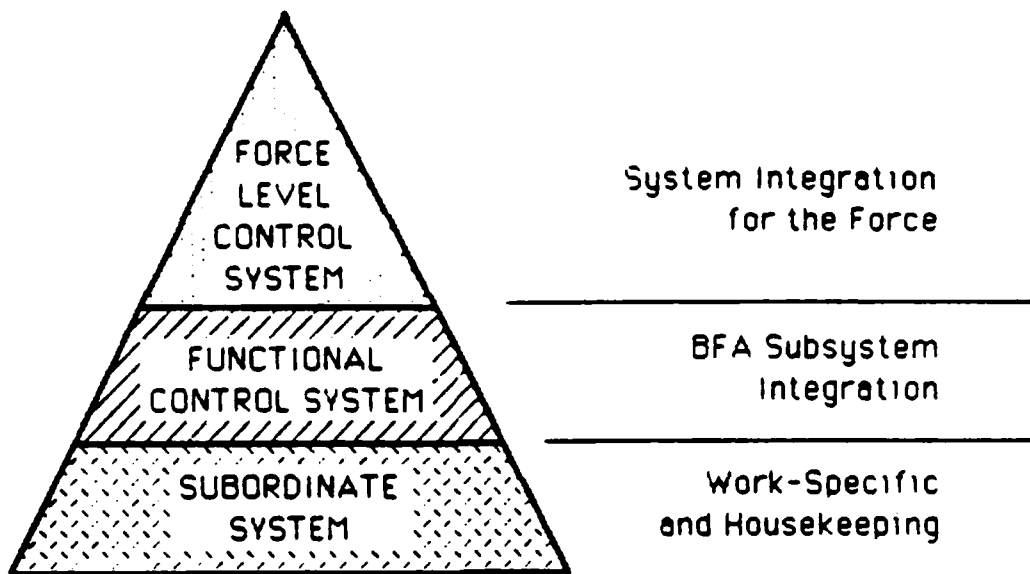 FORCE
LEVEL
CONTROL
SYSTEM
System Integration
for the Force
FUNCTIONAL
CONTROL SYSTEM
BFA Subsystem
Integration
SUBORDINATE
SYSTEM
Work-Specific
and Housekeeping